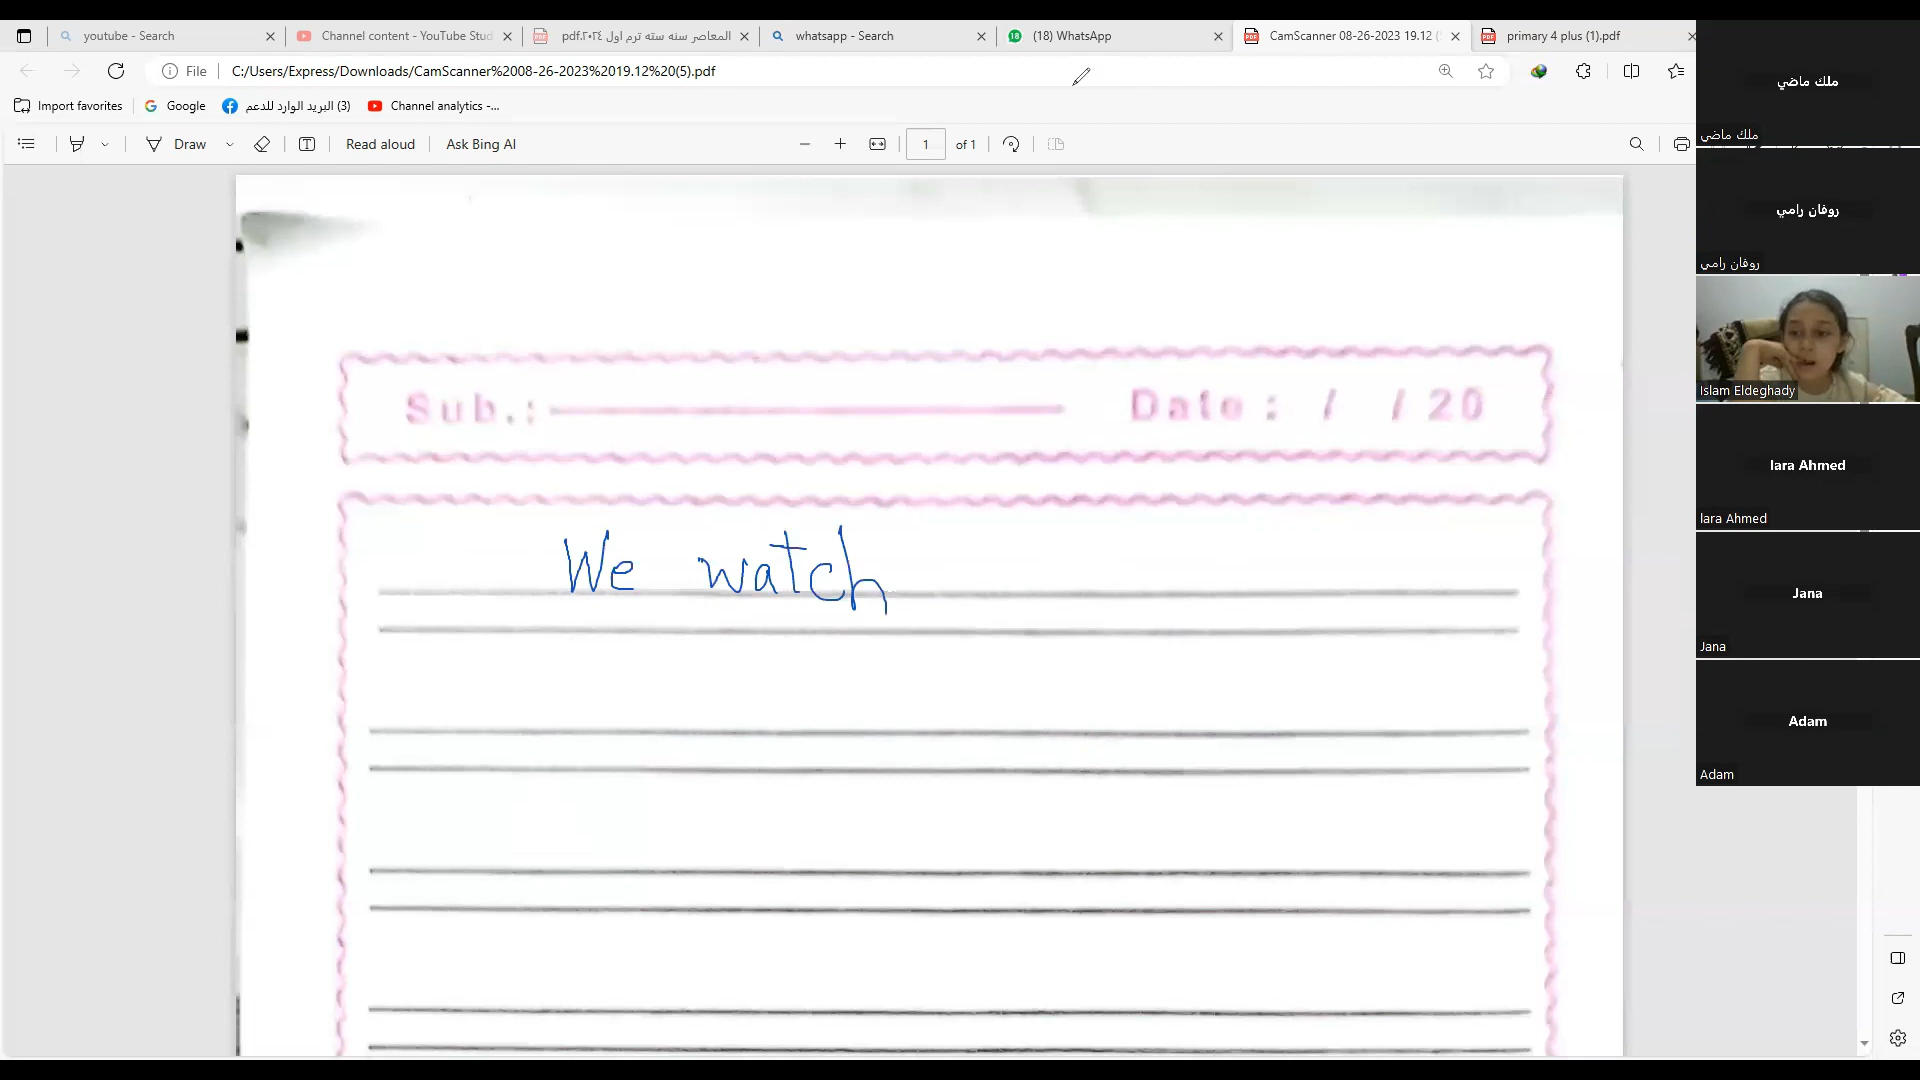 youtube - Search
Channel content - YouTube Stud
المعاصر سنه سته ترم اول ٢٠٢٤.pdf
whatsapp - Search
(18) WhatsApp
CamScanner 08-26-2023 19.12 (
primary 4 plus (1).pdf
File
C:/Users/Express/Downloads/CamScanner%2008-26-2023%2019.12%20(5).pdf
Import favorites
Google
(3) البريد الوارد للدعم
Channel analytics -...
Draw
Read aloud
Ask Bing AI
1
of 1
Sub.:
Date: / / 20
We watch
ملك ماضي
ملك ماضي
روفان رامي
روفان رامي
Islam Eldeghady
lara Ahmed
lara Ahmed
Jana
Jana
Adam
Adam